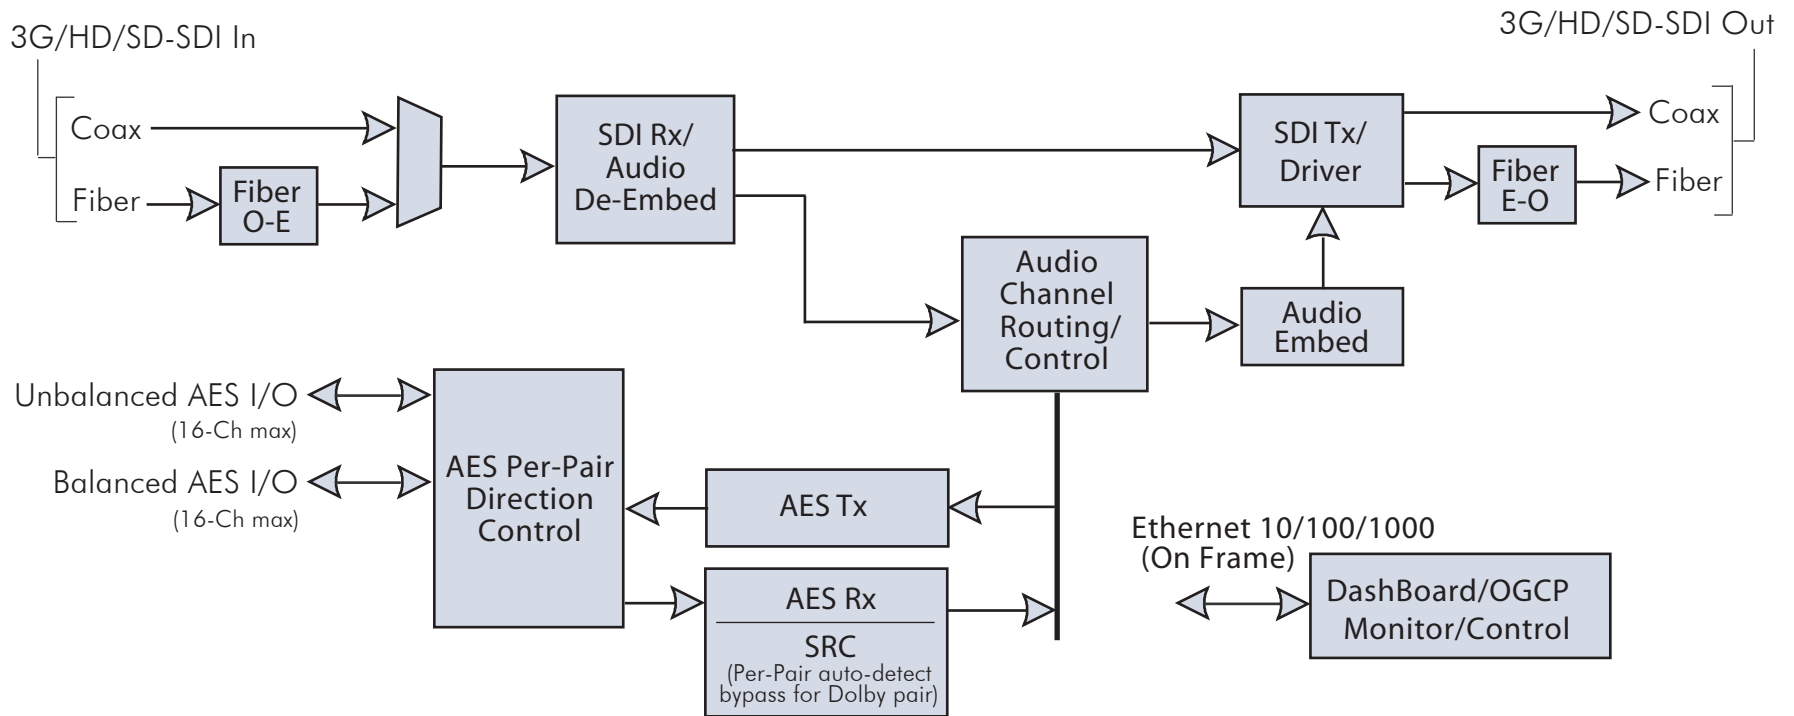 3G/HD/SD-SDI In
3G/HD/SD-SDI Out
Coax
Fiber
Fiber
O-E
SDI Rx/
Audio
De-Embed
SDI Tx/
Driver
Coax
Fiber
E-O
Fiber
Audio
Channel
Routing/
Control
Audio
Embed
Unbalanced AES I/O
(16-Ch max)
Balanced AES I/O
(16-Ch max)
AES Per-Pair
Direction
Control
AES Tx
AES Rx
SRC
(Per-Pair auto-detect
bypass for Dolby pair)
Ethernet 10/100/1000
(On Frame)
DashBoard/OGCP
Monitor/Control